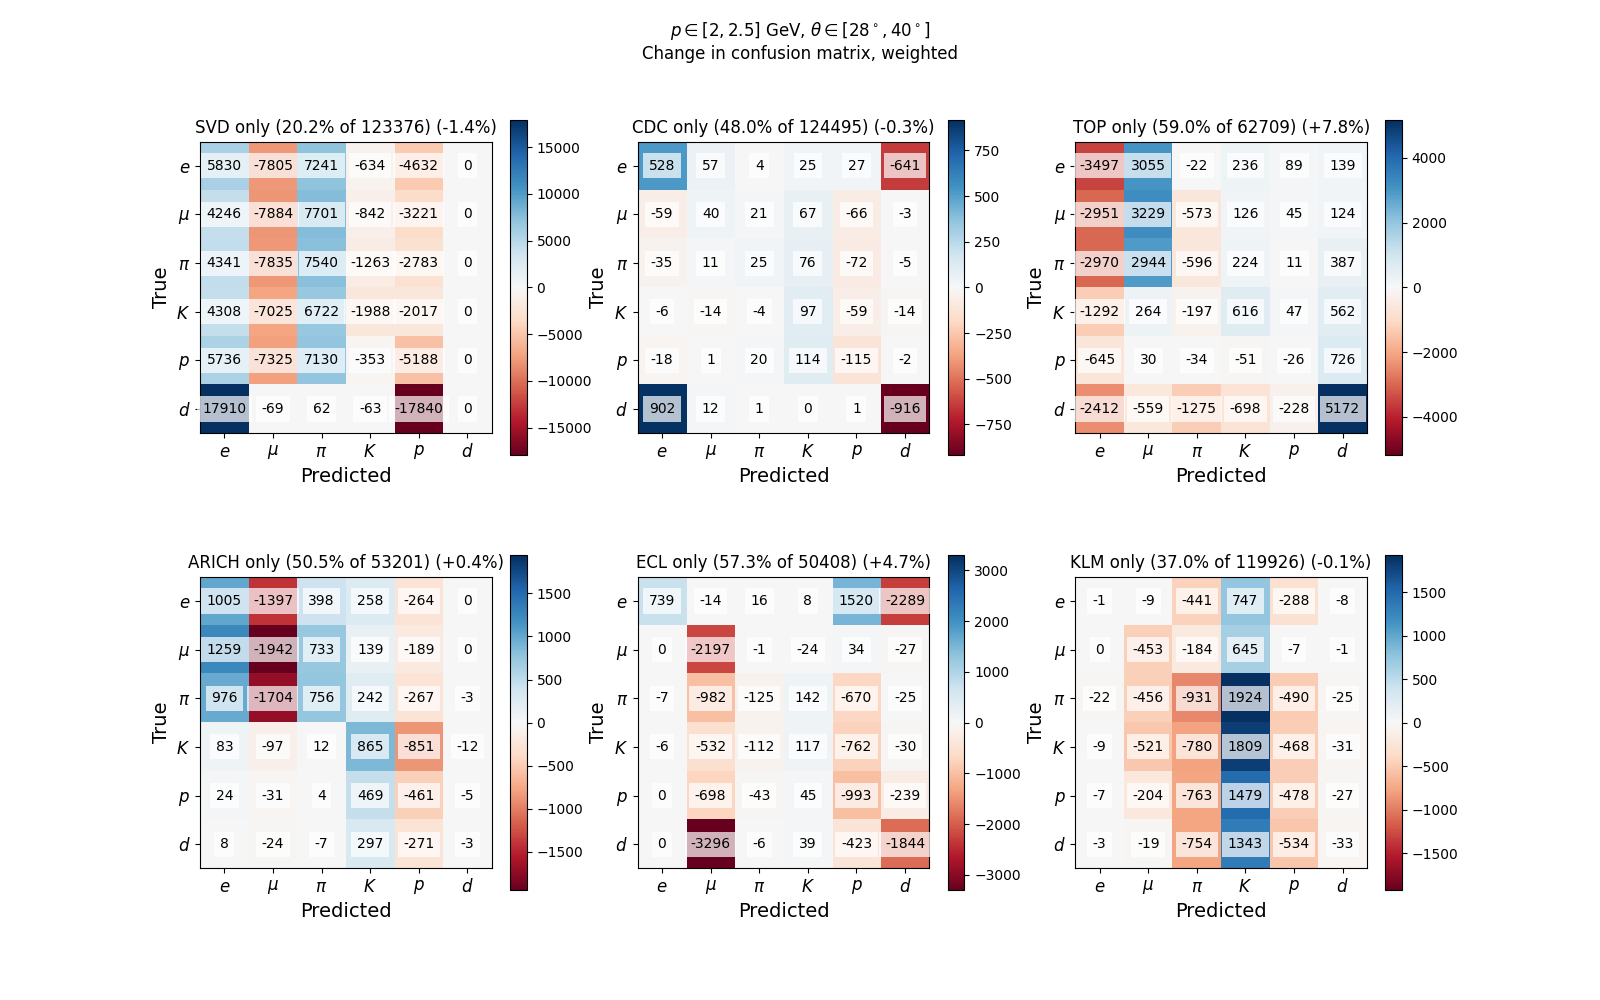 p ∈ [2, 2.5] GeV, θ ∈ [28°, 40°]
Change in confusion matrix, weighted
SVD only (20.2% of 123376) (-1.4%)
True
e 5830 -7805 7241 -634 -4632 0
μ 4246 -7884 7701 -842 -3221 0
π 4341 -7835 7540 -1263 -2783 0
K 4308 -7025 6722 -1988 -2017 0
p 5736 -7325 7130 -353 -5188 0
d 17910 -69 62 -63 -17840 0
e μ π K p d
Predicted
15000
10000
5000
0
−5000
−10000
−15000
CDC only (48.0% of 124495) (-0.3%)
True
528 57 4 25 27 -641
-59 40 21 67 -66 -3
-35 11 25 76 -72 -5
-6 -14 -4 97 -59 -14
-18 1 20 114 -115 -2
902 12 1 0 1 -916
e μ π K p d
Predicted
750
500
250
0
−250
−500
−750
TOP only (59.0% of 62709) (+7.8%)
True
e -3497 3055 -22 236 89 139
μ -2951 3229 -573 126 45 124
π -2970 2944 -596 224 11 387
K -1292 264 -197 616 47 562
p -645 30 -34 -51 -26 726
d -2412 -559 -1275 -698 -228 5172
e μ π K p d
Predicted
4000
2000
0
−2000
−4000
ARICH only (50.5% of 53201) (+0.4%)
True
e 1005 -1397 398 258 -264 0
μ 1259 -1942 733 139 -189 0
π 976 -1704 756 242 -267 -3
K 83 -97 12 865 -851 -12
p 24 -31 4 469 -461 -5
d 8 -24 -7 297 -271 -3
e μ π K p d
Predicted
1500
1000
500
0
−500
−1000
−1500
ECL only (57.3% of 50408) (+4.7%)
True
e 739 -14 16 8 1520 -2289
μ 0 -2197 -1 -24 34 -27
π -7 -982 -125 142 -670 -25
K -6 -532 -112 117 -762 -30
p 0 -698 -43 45 -993 -239
d 0 -3296 -6 39 -423 -1844
e μ π K p d
Predicted
3000
2000
1000
0
−1000
−2000
−3000
KLM only (37.0% of 119926) (-0.1%)
True
e -1 -9 -441 747 -288 -8
μ 0 -453 -184 645 -7 -1
π -22 -456 -931 1924 -490 -25
K -9 -521 -780 1809 -468 -31
p -7 -204 -763 1479 -478 -27
d -3 -19 -754 1343 -534 -33
e μ π K p d
Predicted
1500
1000
500
0
−500
−1000
−1500